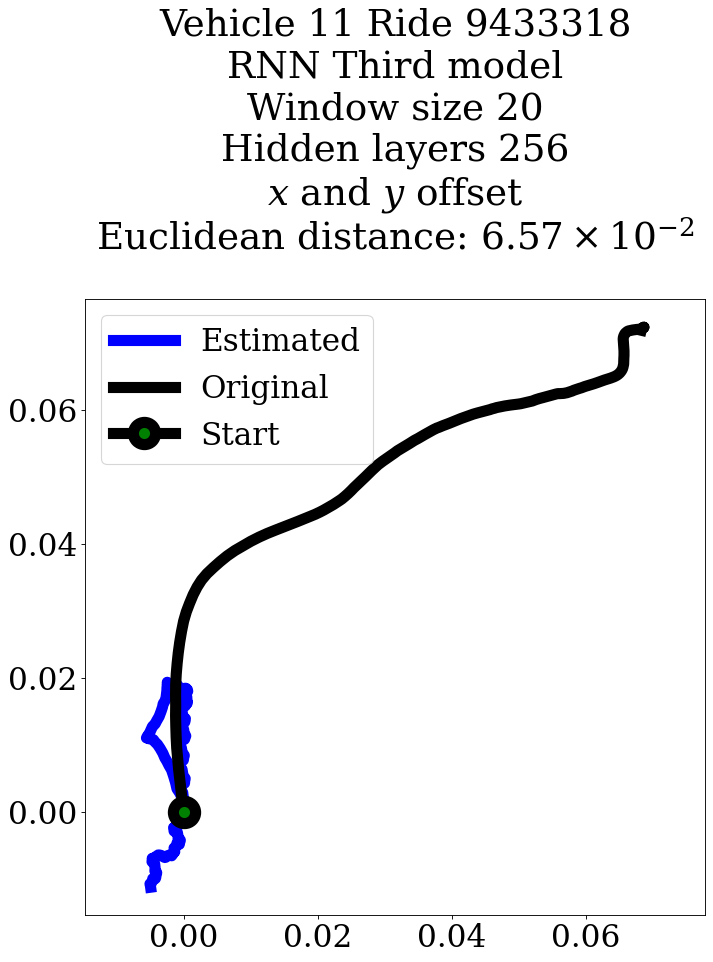 Vehicle 11 Ride 9433318
RNN Third model
Window size 20
Hidden layers 256
x and y offset
Euclidean distance: 6.57 × 10⁻²
Estimated
Original
Start
0.06
0.04
0.02
0.00
0.00 0.02 0.04 0.06